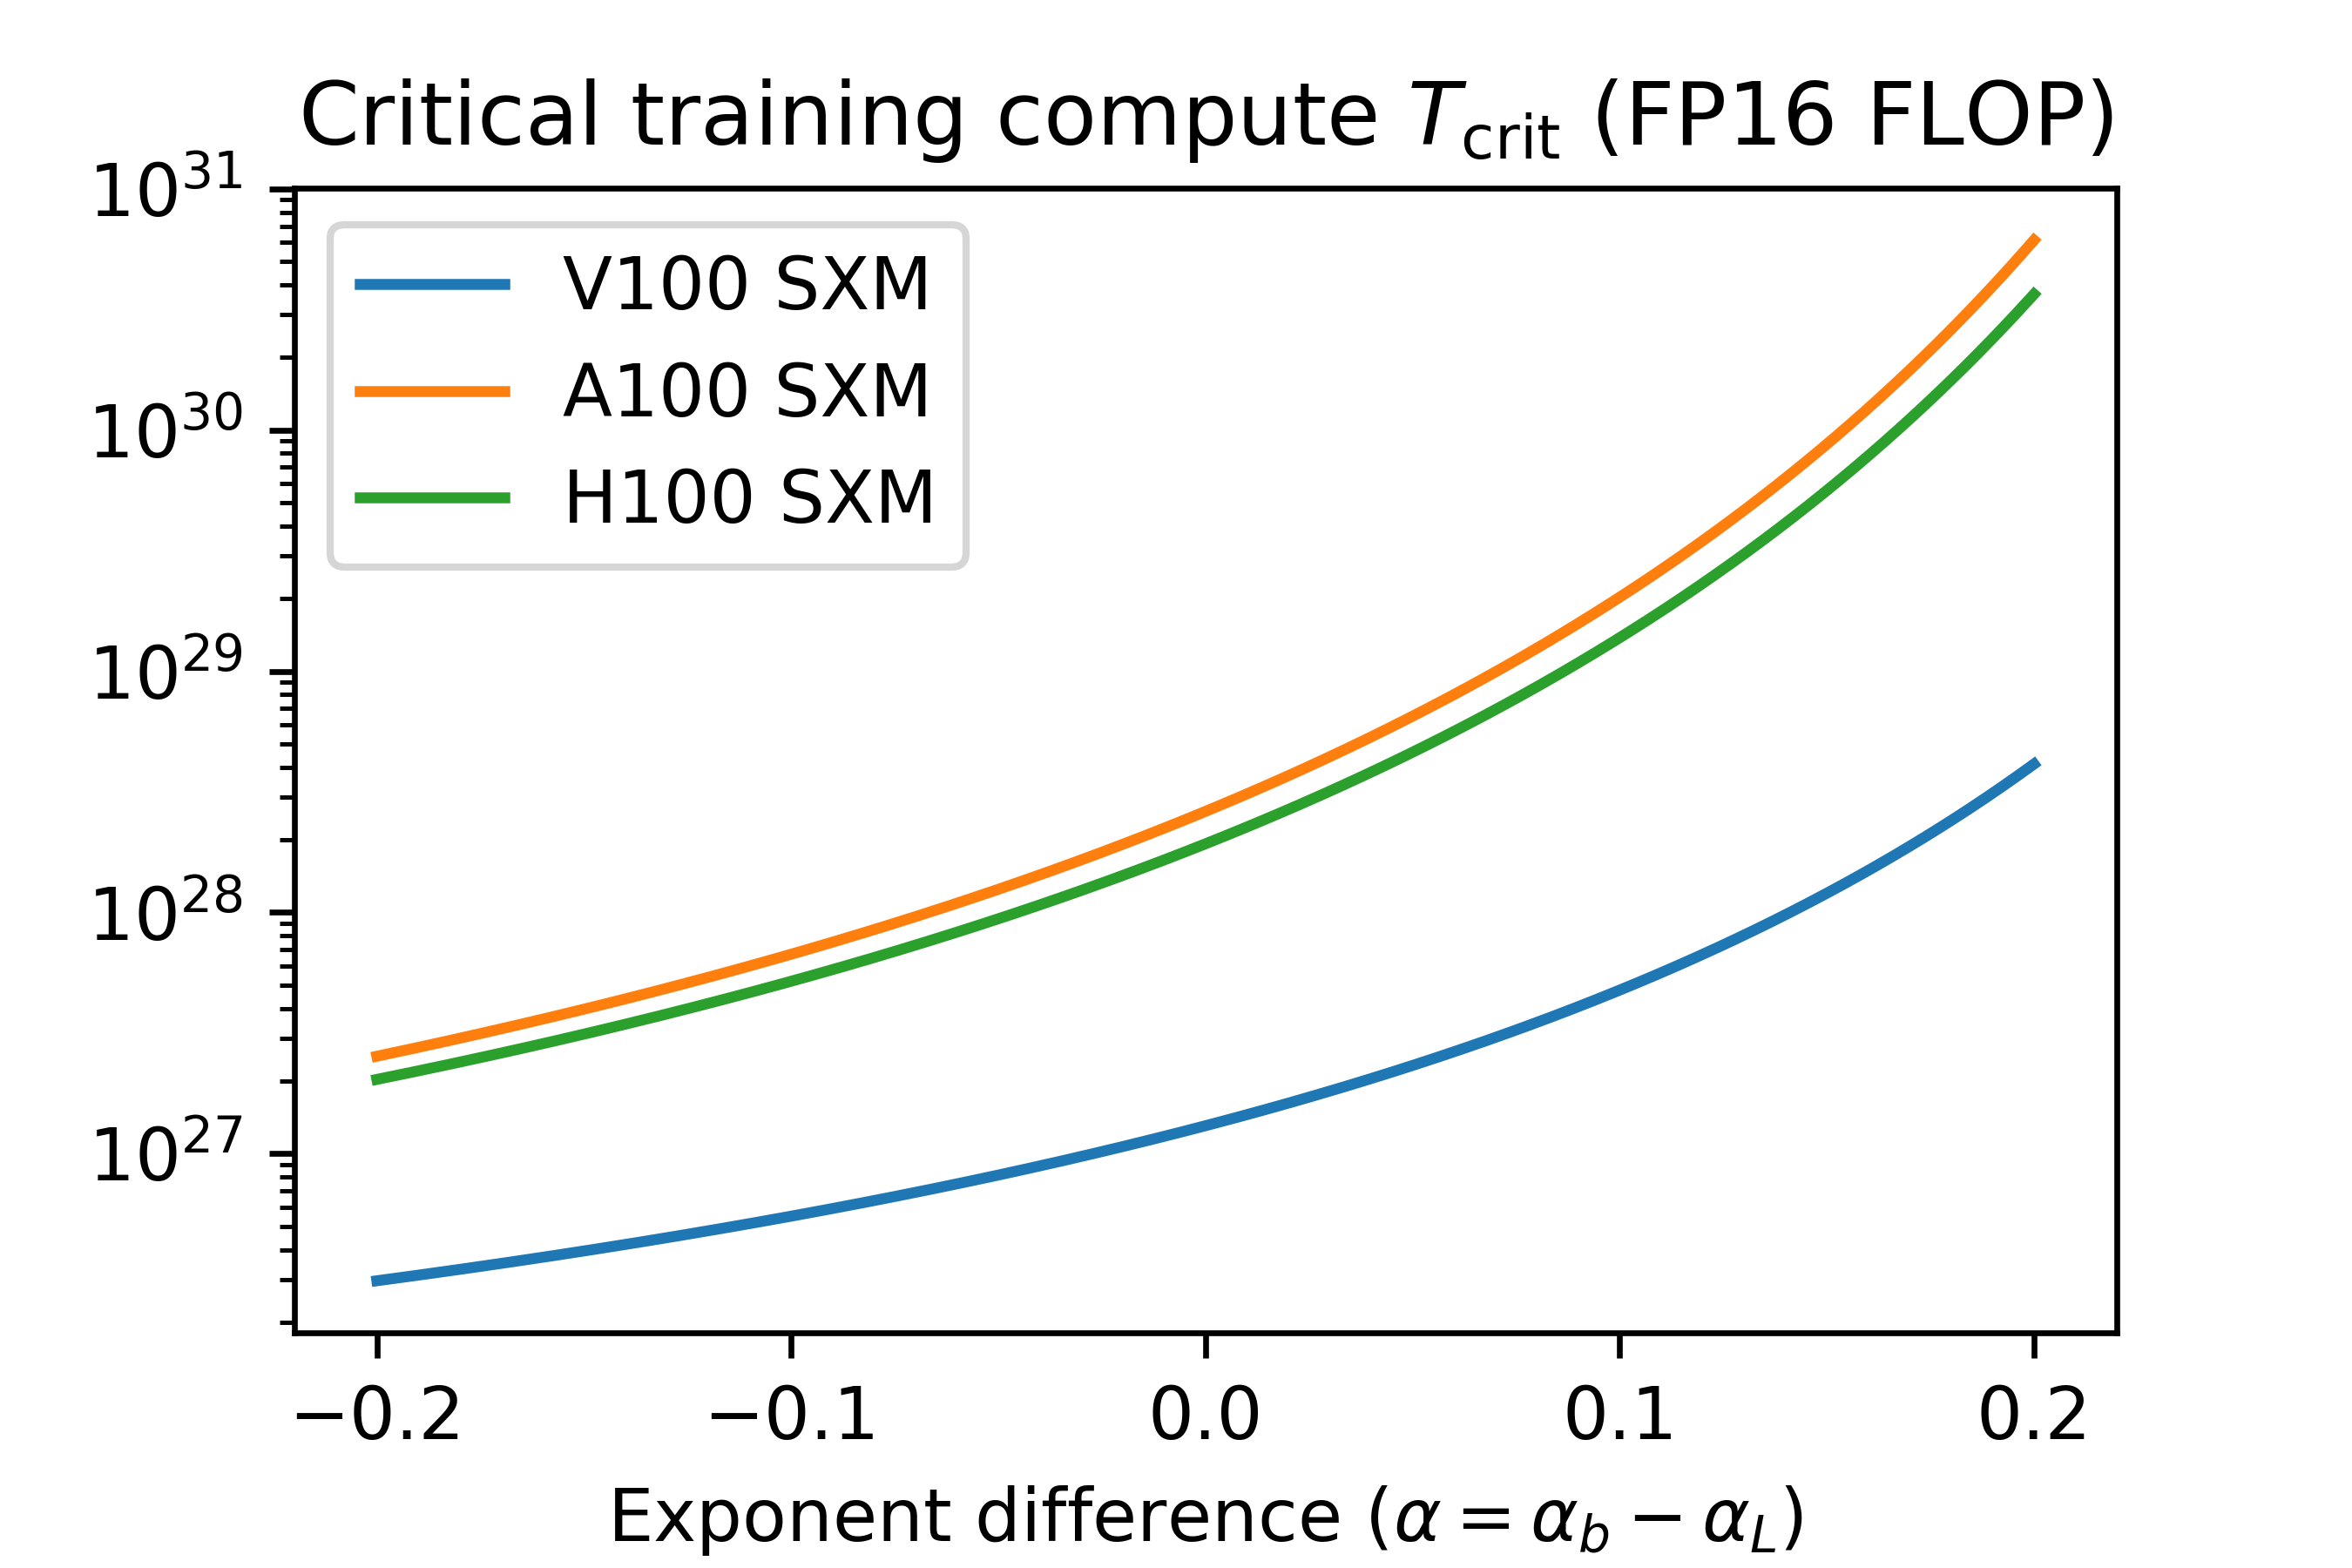 Critical training compute T_crit (FP16 FLOP)
10^31
10^30
10^29
10^28
10^27
V100 SXM
A100 SXM
H100 SXM
−0.2 −0.1 0.0 0.1 0.2
Exponent difference (α = α_b − α_L)